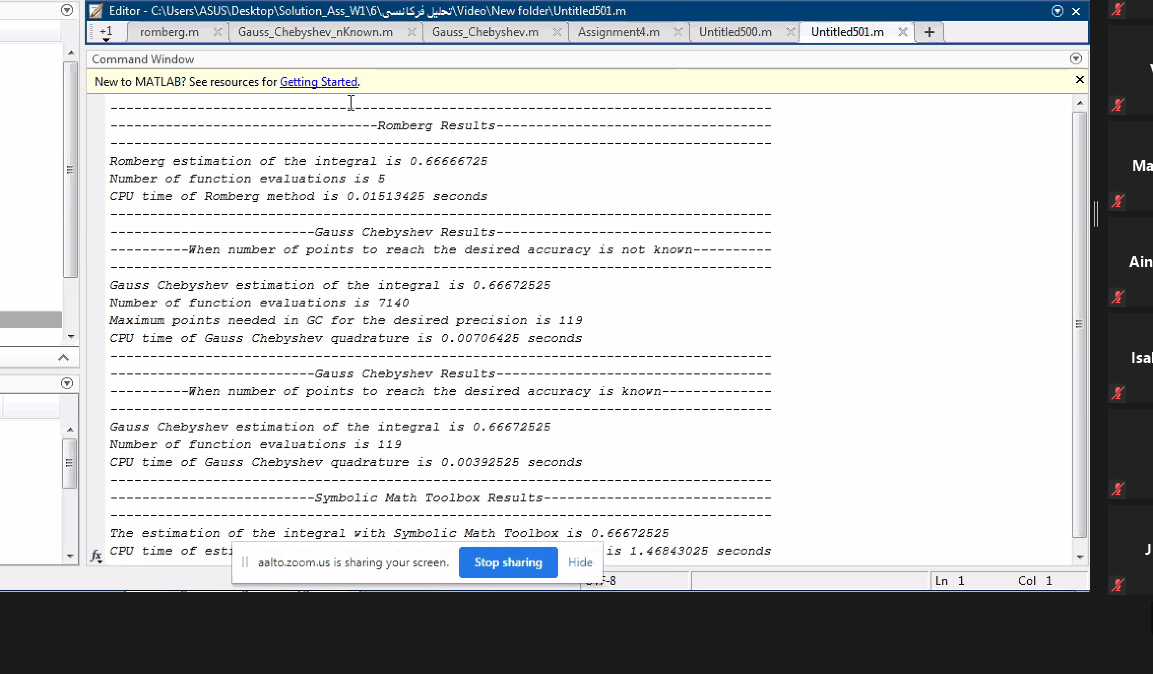 Editor - C:\Users\ASUS\Desktop\Solution_Ass_W1\6\تحلیل فرکانسی\Video\New folder\Untitled501.m
+1 romberg.m Gauss_Chebyshev_nKnown.m Gauss_Chebyshev.m Assignment4.m Untitled500.m Untitled501.m +
Command Window
New to MATLAB? See resources for Getting Started.
Ma
Ain
Isa
J
------------------------------------------------------------------------------------
----------------------------------Romberg Results-----------------------------------
------------------------------------------------------------------------------------
Romberg estimation of the integral is 0.66666725
Number of function evaluations is 5
CPU time of Romberg method is 0.01513425 seconds
------------------------------------------------------------------------------------
--------------------------Gauss Chebyshev Results-----------------------------------
----------When number of points to reach the desired accuracy is not known----------
------------------------------------------------------------------------------------
Gauss Chebyshev estimation of the integral is 0.66672525
Number of function evaluations is 7140
Maximum points needed in GC for the desired precision is 119
CPU time of Gauss Chebyshev quadrature is 0.00706425 seconds
------------------------------------------------------------------------------------
--------------------------Gauss Chebyshev Results-----------------------------------
----------When number of points to reach the desired accuracy is known--------------
------------------------------------------------------------------------------------
Gauss Chebyshev estimation of the integral is 0.66672525
Number of function evaluations is 119
CPU time of Gauss Chebyshev quadrature is 0.00392525 seconds
------------------------------------------------------------------------------------
--------------------------Symbolic Math Toolbox Results-----------------------------
------------------------------------------------------------------------------------
The estimation of the integral with Symbolic Math Toolbox is 0.66672525
fx CPU time of is 1.46843025 seconds
aalto.zoom.us is sharing your screen. Stop sharing Hide
Ln 1 Col 1